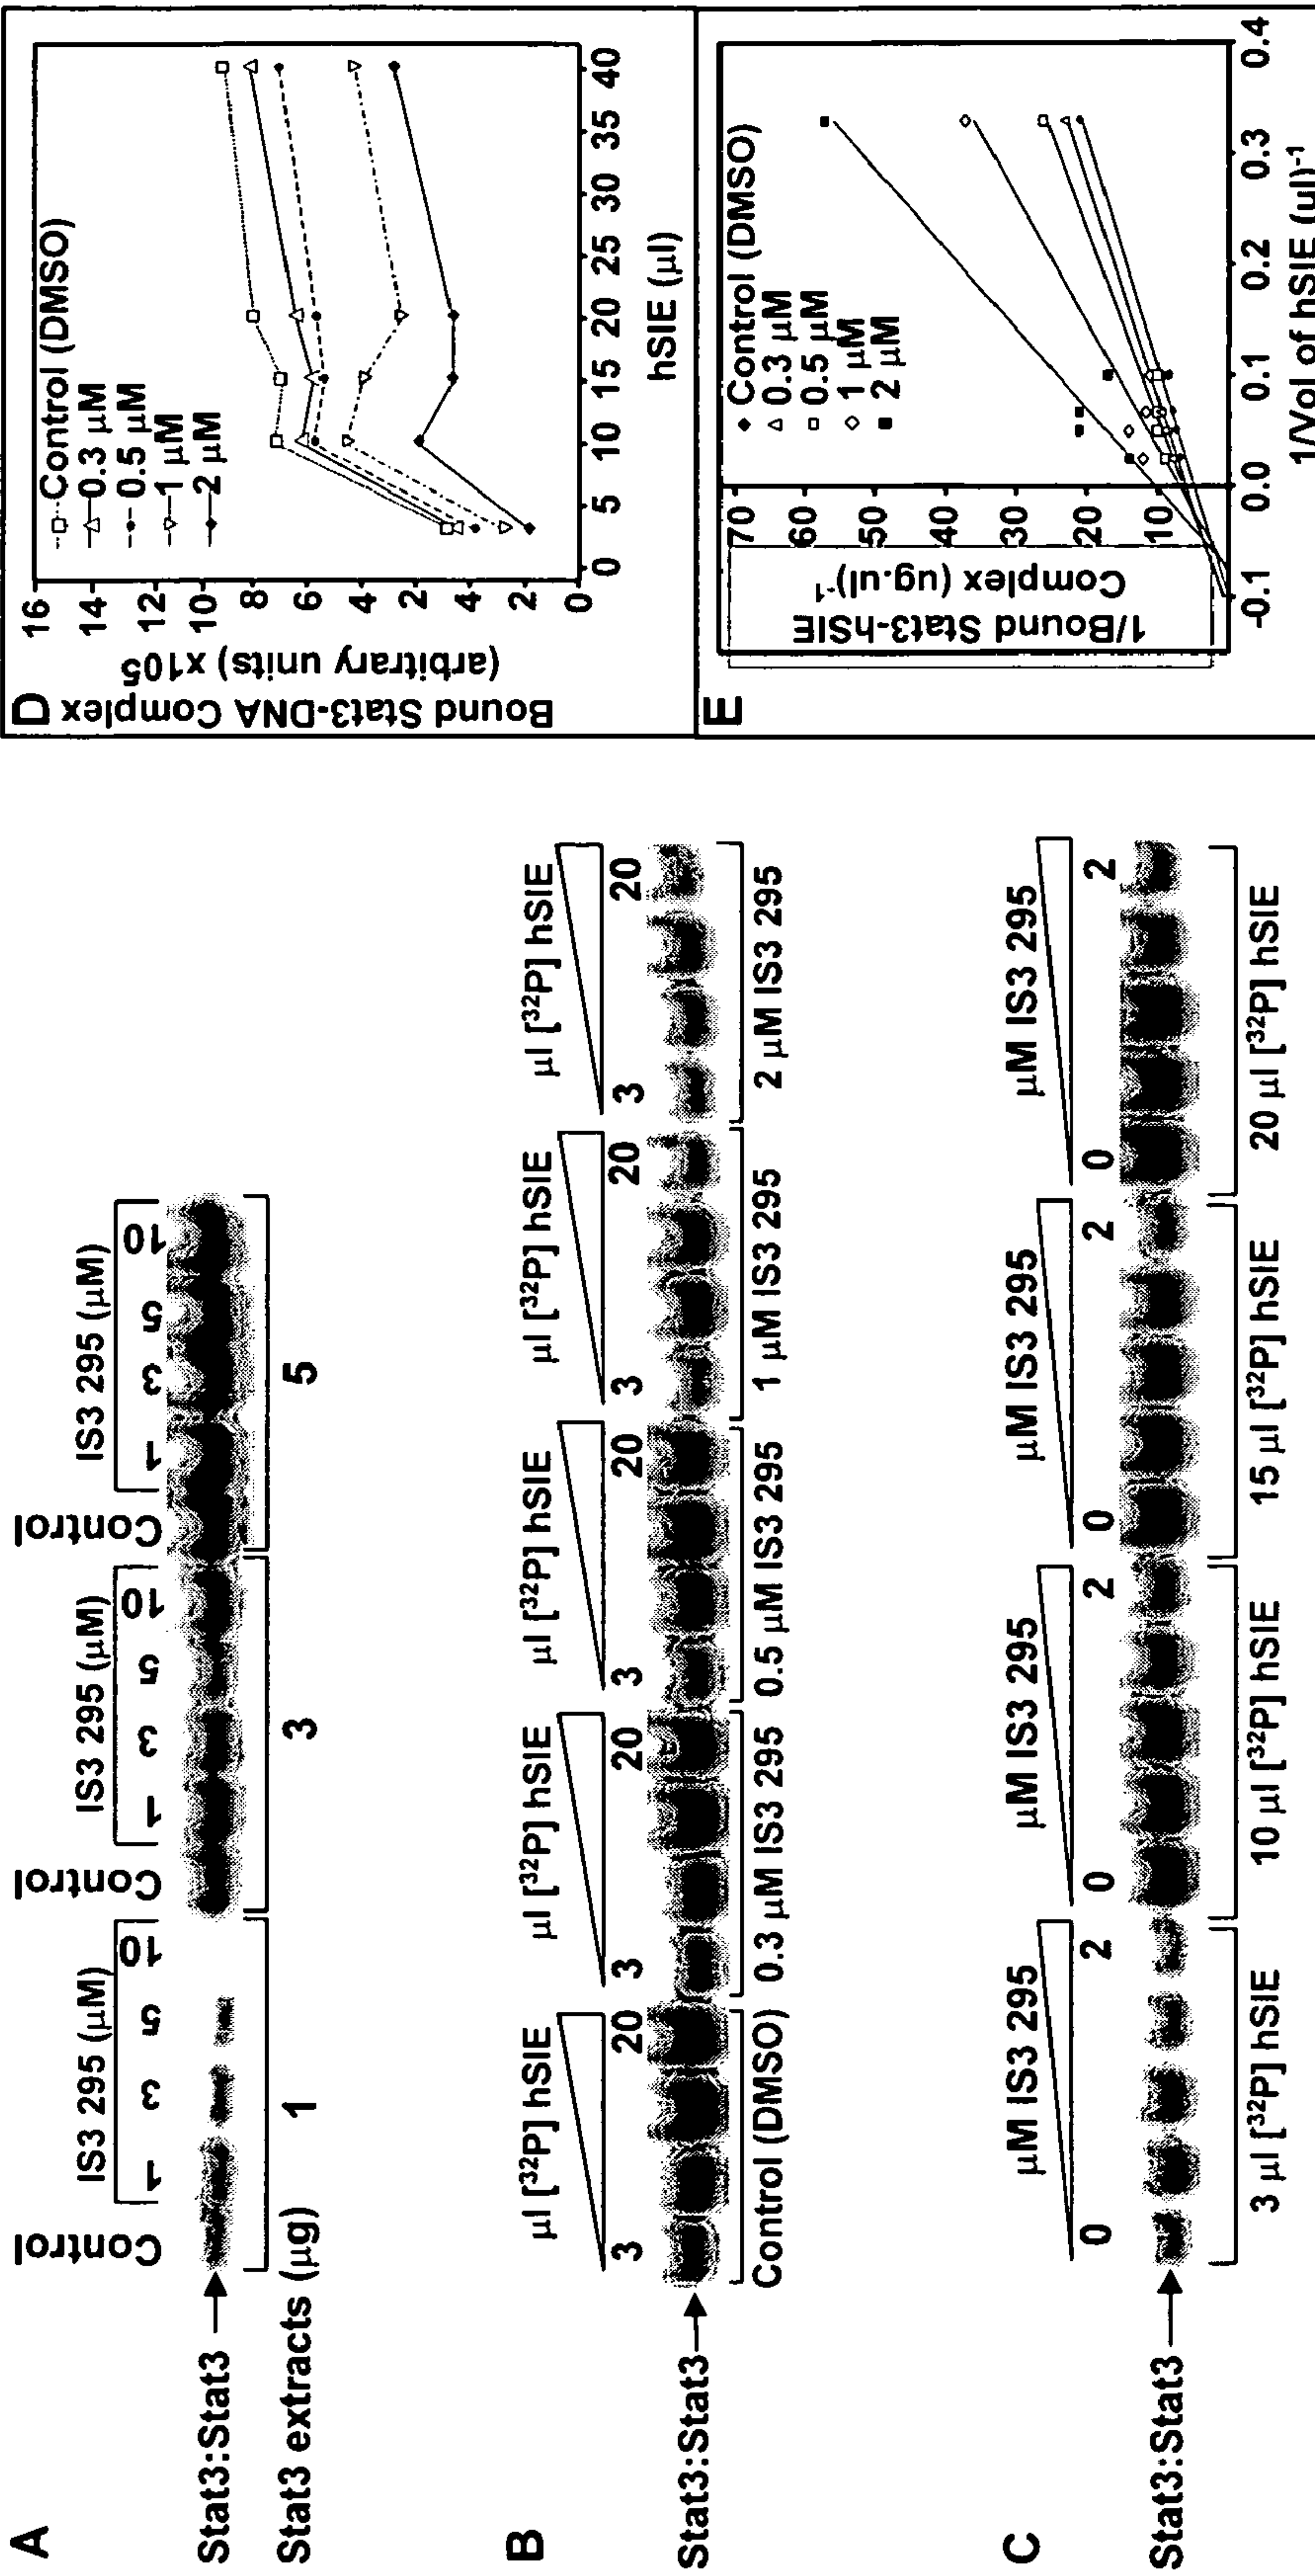 A
Control
IS3 295 (μM)
1 3 5 10
Control
IS3 295 (μM)
1 3 5 10
Control
IS3 295 (μM)
1 3 5 10
Stat3:Stat3
Stat3 extracts (μg)
1
3
5
B
μl [³²P] hSIE
μl [³²P] hSIE
μl [³²P] hSIE
μl [³²P] hSIE
μl [³²P] hSIE
3 20 3 20 3 20 3 20 3 20
Stat3:Stat3
Control (DMSO)
0.3 μM IS3 295
0.5 μM IS3 295
1 μM IS3 295
2 μM IS3 295
C
μM IS3 295
μM IS3 295
μM IS3 295
μM IS3 295
0 2 0 2 0 2 0 2
Stat3:Stat3
3 μl [³²P] hSIE
10 μl [³²P] hSIE
15 μl [³²P] hSIE
20 μl [³²P] hSIE
D
Bound Stat3-DNA Complex
(arbitrary units) x105
16
14
12
10
8
6
4
2
0
Control (DMSO)
0.3 μM
0.5 μM
1 μM
2 μM
0 5 10 15 20 25 30 35 40
hSIE (μl)
E
1/Bound Stat3-hSIE
Complex (ug.ul)⁻¹
70
60
50
40
30
20
10
Control (DMSO)
0.3 μM
0.5 μM
1 μM
2 μM
-0.1 0.0 0.1 0.2 0.3 0.4
1/Vol of hSIE (ul)⁻¹